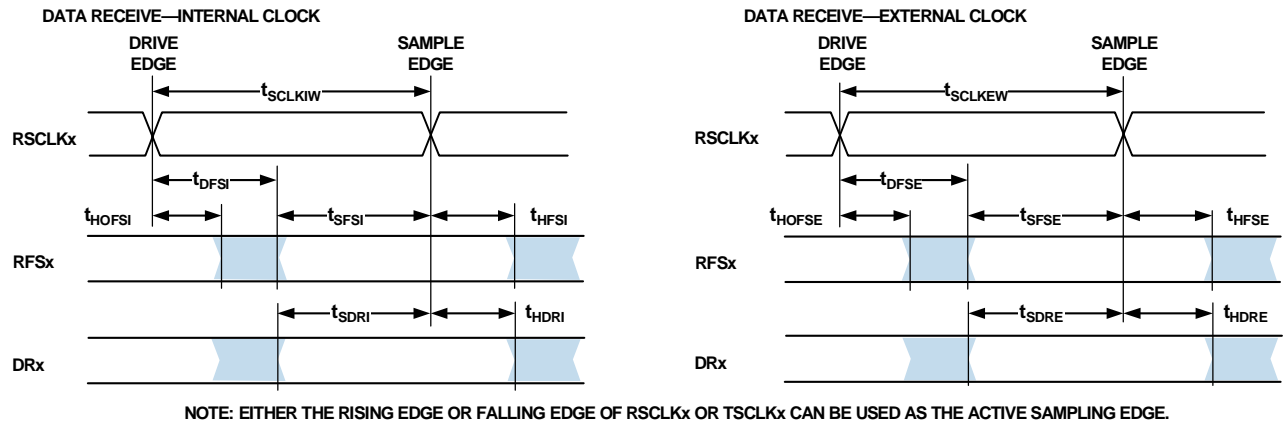 DATA RECEIVE—INTERNAL CLOCK
DRIVE
EDGE
SAMPLE
EDGE
tSCLKIW
RSCLKx
tDFSI
tHOFSI
tSFSI
tHFSI
RFSx
tSDRI
tHDRI
DRx
DATA RECEIVE—EXTERNAL CLOCK
DRIVE
EDGE
SAMPLE
EDGE
tSCLKEW
RSCLKx
tDFSE
tHOFSE
tSFSE
tHFSE
RFSx
tSDRE
tHDRE
DRx
NOTE: EITHER THE RISING EDGE OR FALLING EDGE OF RSCLKx OR TSCLKx CAN BE USED AS THE ACTIVE SAMPLING EDGE.